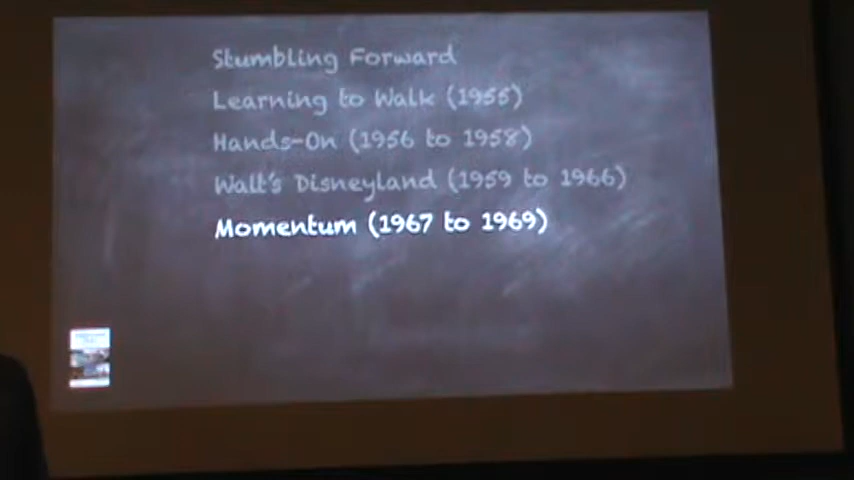 Stumbling Forward
Learning to Walk (1955)
Hands-On (1956 to 1958)
Walt's Disneyland (1959 to 1966)
Momentum (1967 to 1969)